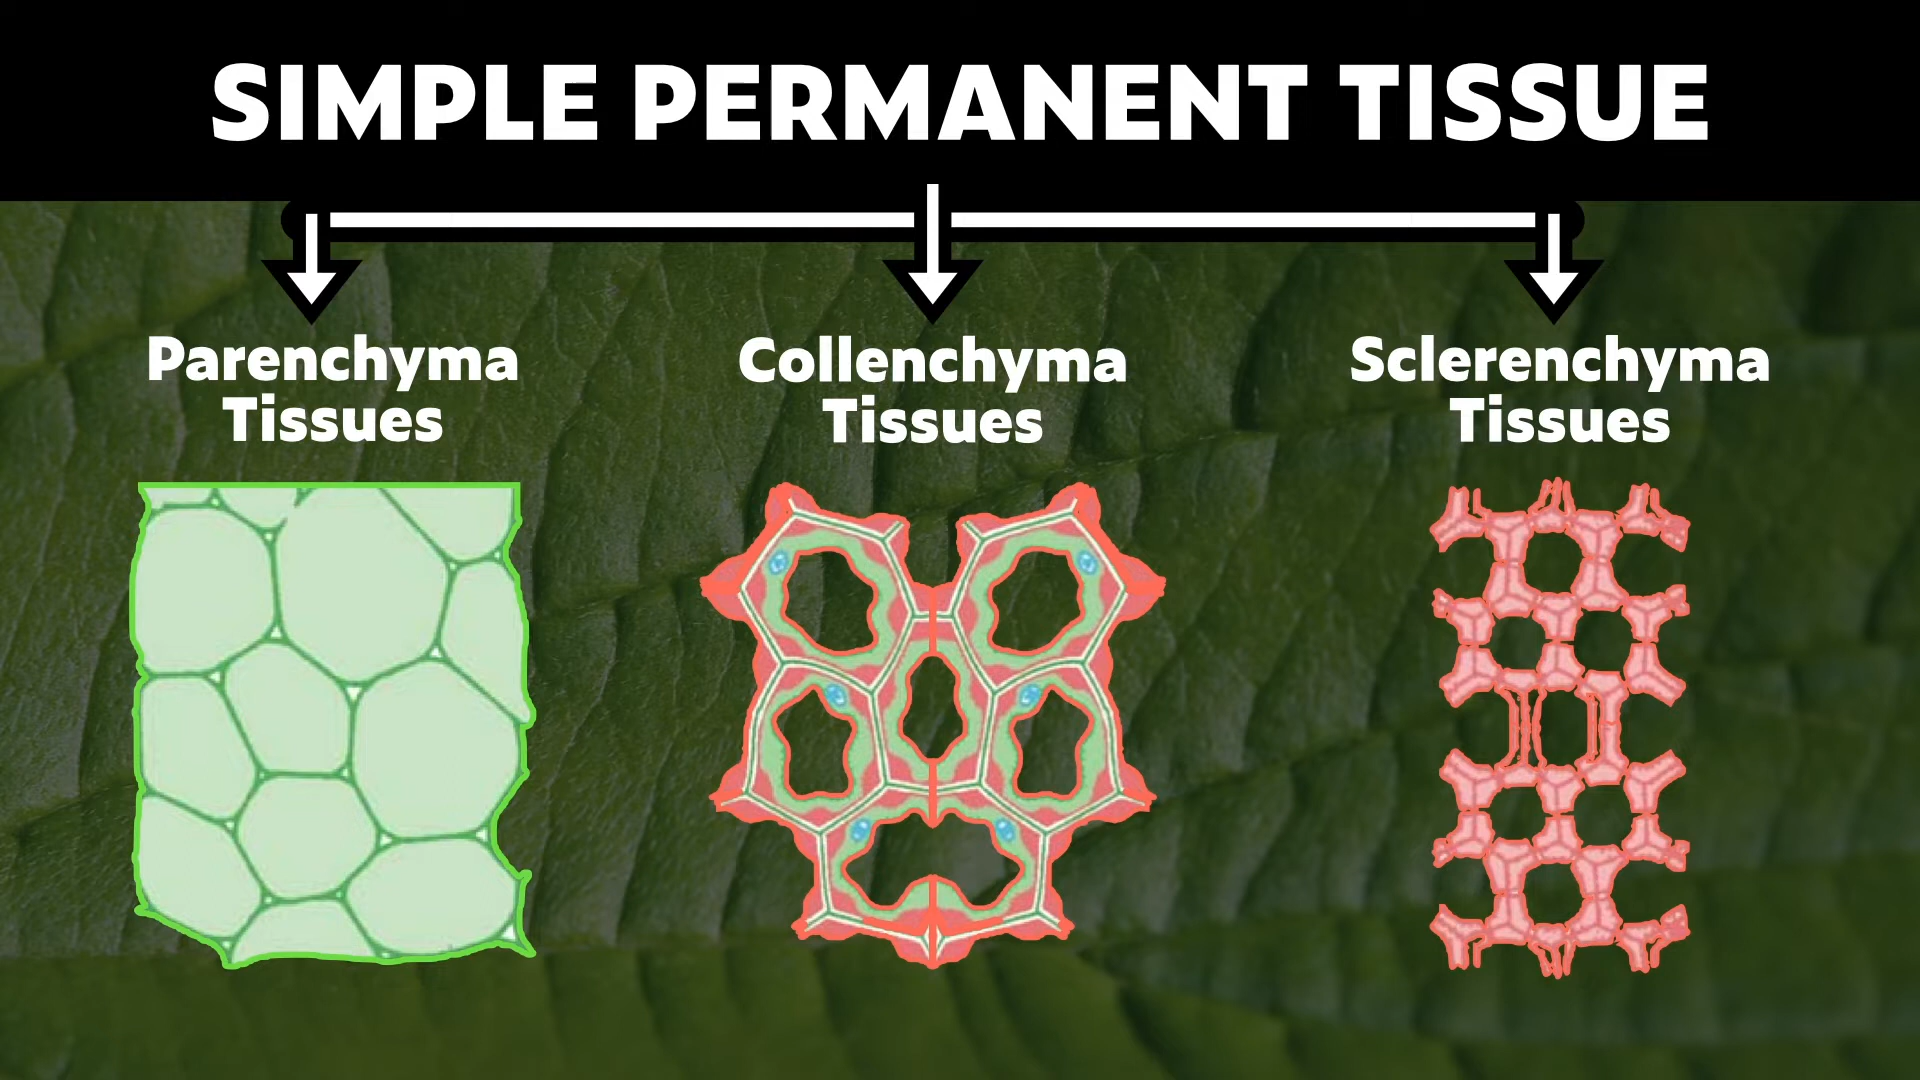 SIMPLE PERMANENT TISSUE
Parenchyma
Tissues
Collenchyma
Tissues
Sclerenchyma
Tissues